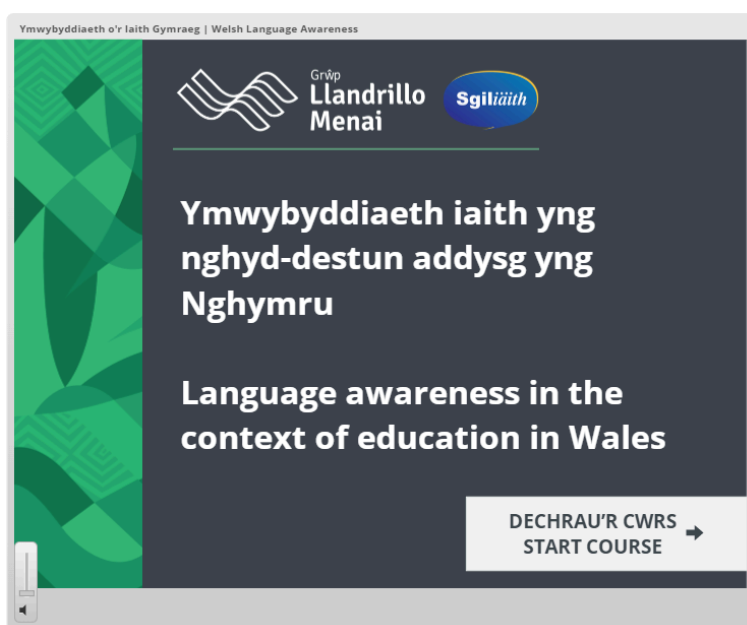 Ymwybyddiaeth o'r Iaith Gymraeg | Welsh Language Awareness
Grŵp
Llandrillo
Menai
Sgiliaith
Ymwybyddiaeth iaith yng
nghyd-destun addysg yng
Nghymru
Language awareness in the
context of education in Wales
DECHRAU'R CWRS
START COURSE